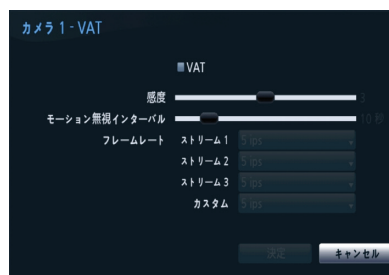 カメラ 1 - VAT
VAT
感度 3
モーション無視インターバル 10 秒
フレームレート ストリーム 1 5 ips
ストリーム 2 5 ips
ストリーム 3 5 ips
カスタム 5 ips
決定 キャンセル